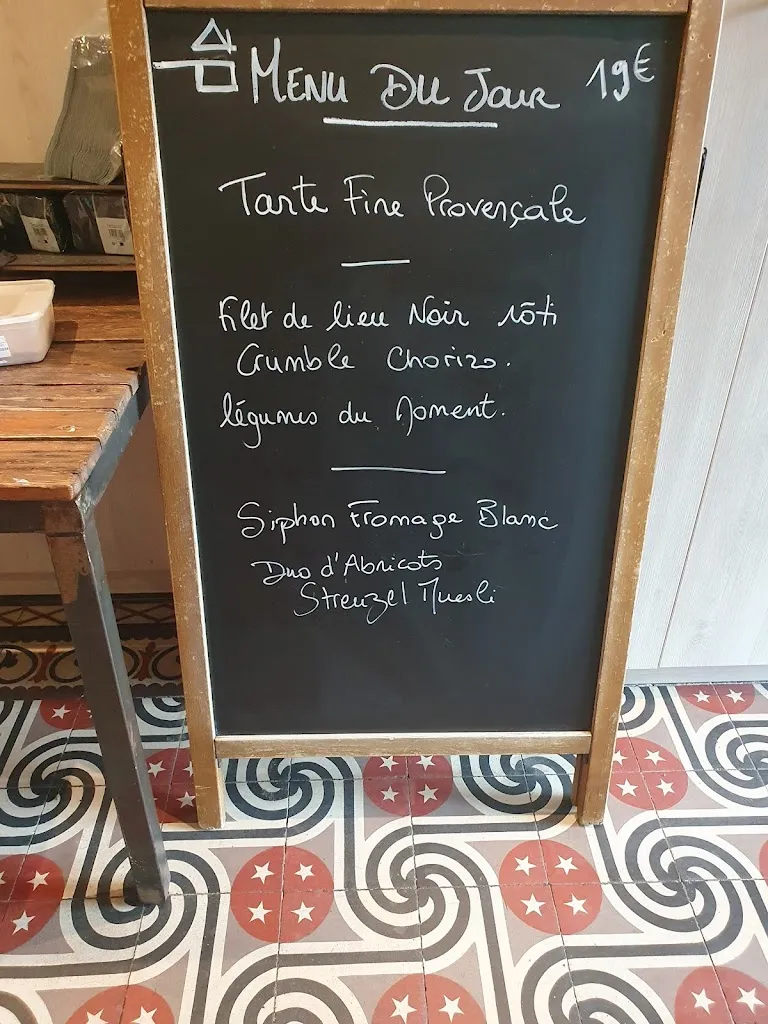 Menu Du Jour 19€
Tarte Fine Provençale
Filet de lieu Noir rôti
Crumble Chorizo.
légumes du Moment.
Siphon Fromage Blanc
Duo d'Abricots
Streuzel Muesli